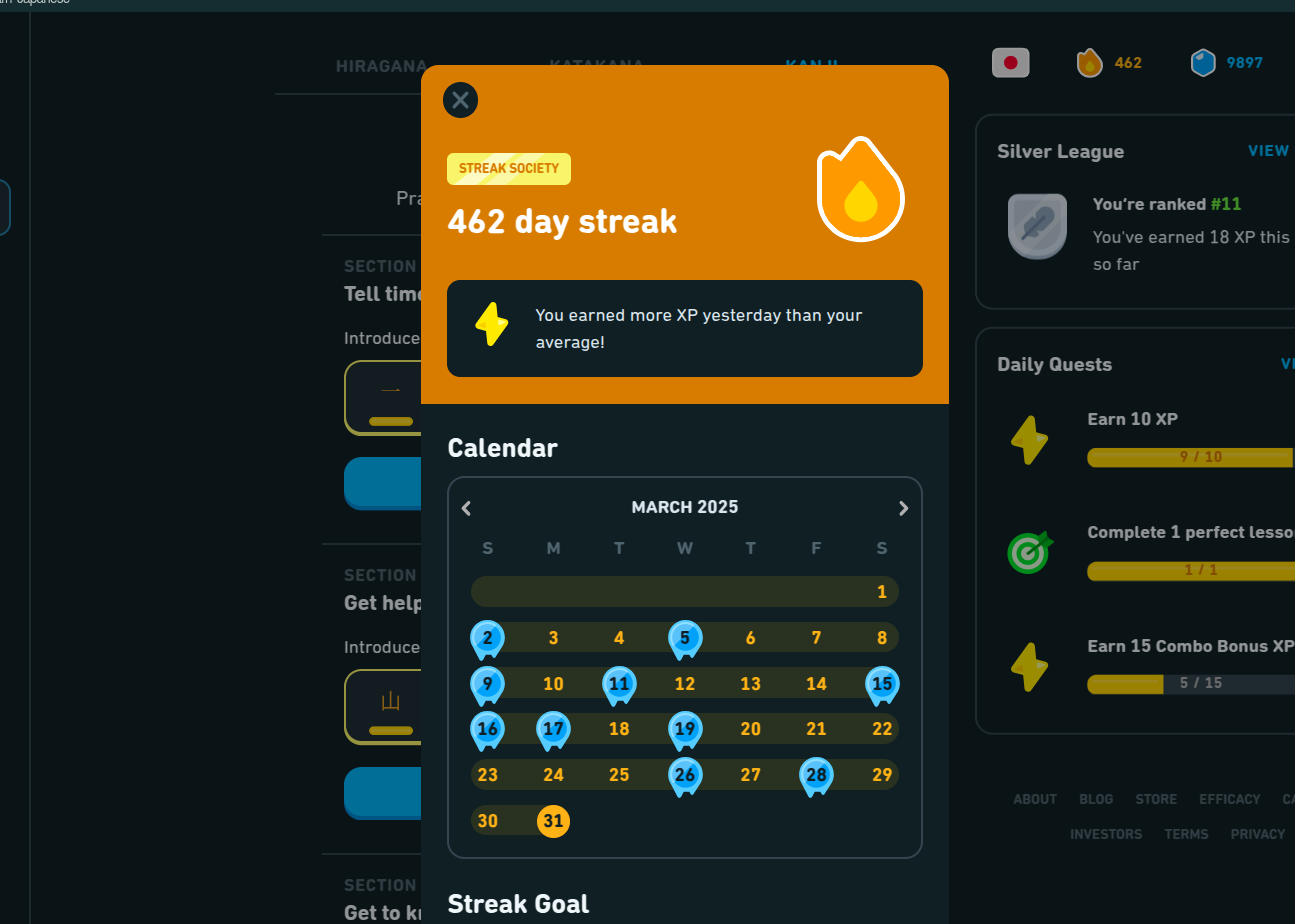 Japanese
HIRAGANA
KATAKANA
KANJI
462
9897
STREAK SOCIETY
462 day streak
You earned more XP yesterday than your
average!
Calendar
MARCH 2025
S M T W T F S
1
2 3 4 5 6 7 8
9 10 11 12 13 14 15
16 17 18 19 20 21 22
23 24 25 26 27 28 29
30 31
Streak Goal
SECTION
Tell time
Introduce
一
SECTION
Get help
Introduce
山
SECTION
Get to
Silver League
VIEW
You're ranked #11
You've earned 18 XP this
so far
Daily Quests
Earn 10 XP
9 / 10
Complete 1 perfect
1 / 1
Earn 15 Combo Bonus XP
5 / 15
ABOUT BLOG STORE EFFICACY
INVESTORS TERMS PRIVACY